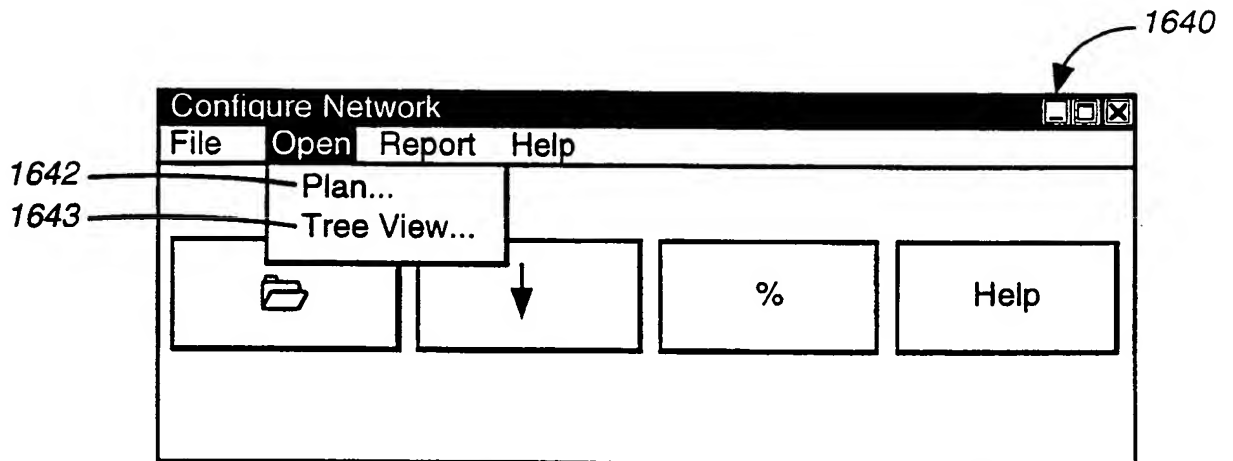 1640
Configure Network
File Open Report Help
1642
Plan...
1643
Tree View...
% Help